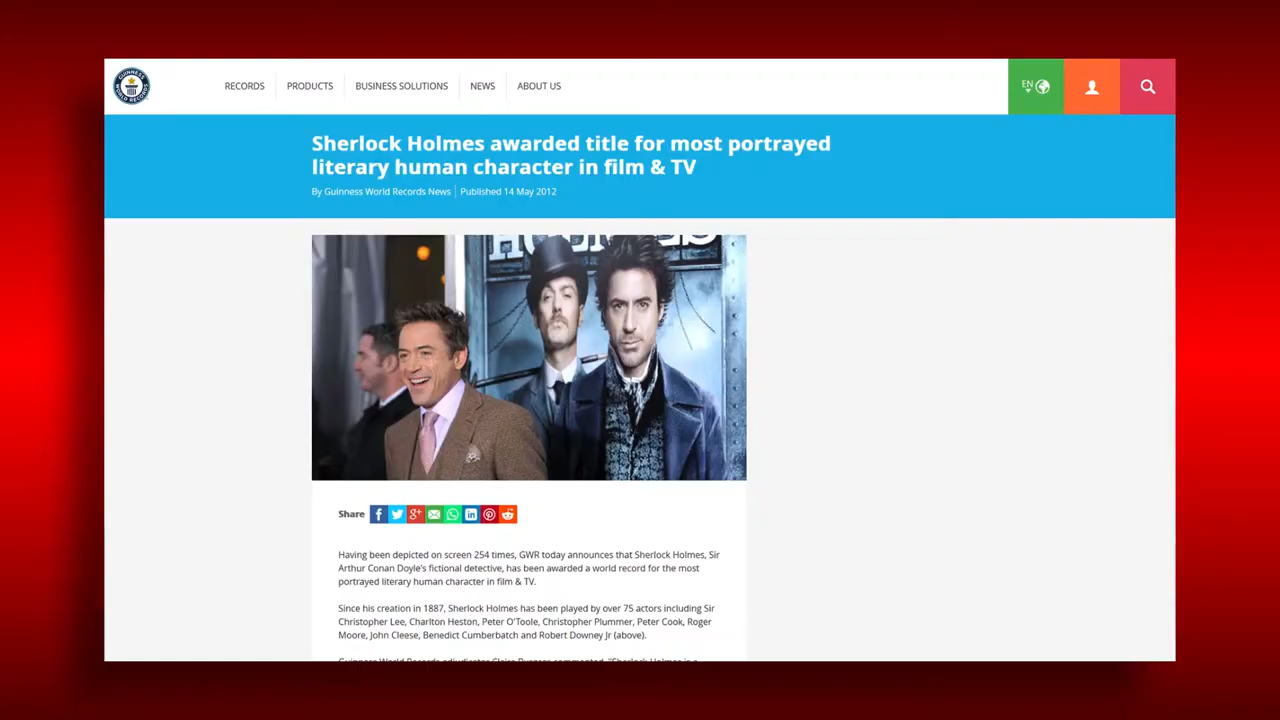 GUINNESS WORLD RECORDS
RECORDS
PRODUCTS
BUSINESS SOLUTIONS
NEWS
ABOUT US
EN
Sherlock Holmes awarded title for most portrayed
literary human character in film & TV
By Guinness World Records News | Published 14 May 2012
Share
Having been depicted on screen 254 times, GWR today announces that Sherlock Holmes, Sir
Arthur Conan Doyle's fictional detective, has been awarded a world record for the most
portrayed literary human character in film & TV.
Since his creation in 1887, Sherlock Holmes has been played by over 75 actors including Sir
Christopher Lee, Charlton Heston, Peter O'Toole, Christopher Plummer, Peter Cook, Roger
Moore, John Cleese, Benedict Cumberbatch and Robert Downey Jr (above).